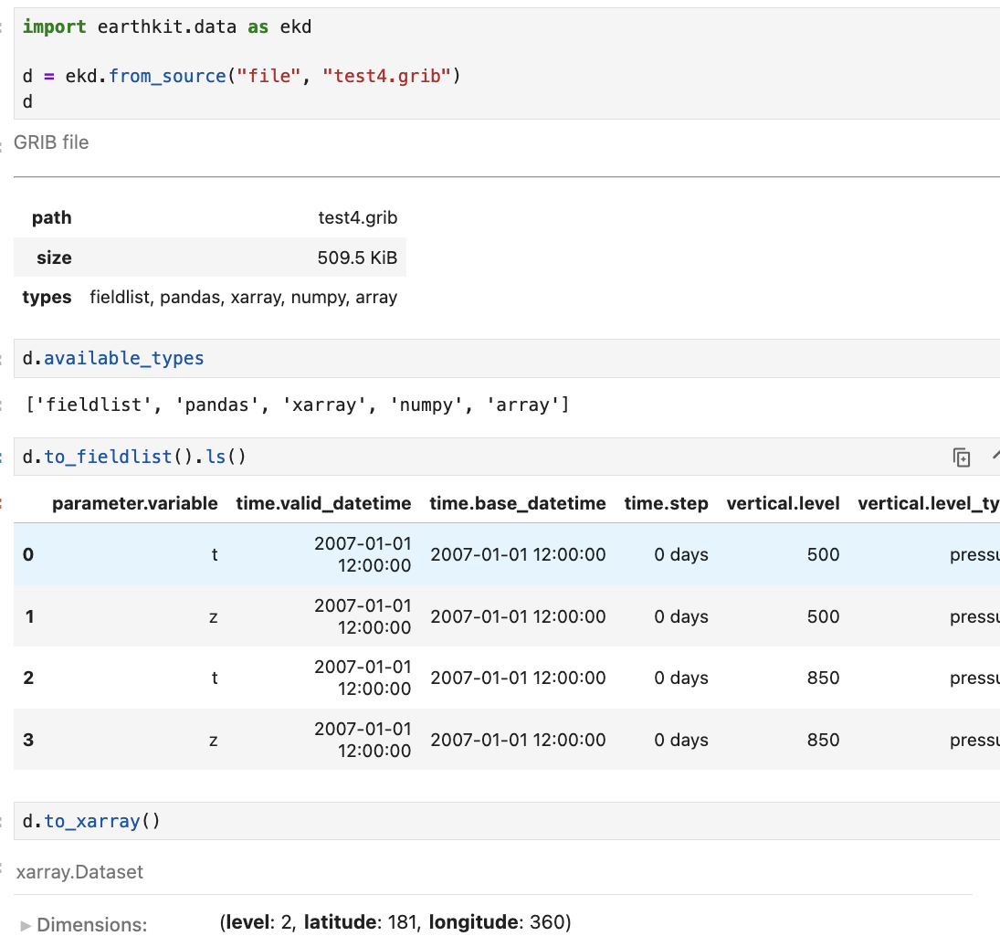 import earthkit.data as ekd
d = ekd.from_source("file", "test4.grib")
d
GRIB file
path test4.grib
size 509.5 KiB
types fieldlist, pandas, xarray, numpy, array
d.available_types
['fieldlist', 'pandas', 'xarray', 'numpy', 'array']
d.to_fieldlist().ls()
parameter.variable time.valid_datetime time.base_datetime time.step vertical.level vertical.level_ty
0 t 2007-01-01 12:00:00 2007-01-01 12:00:00 0 days 500 pressu
1 z 2007-01-01 12:00:00 2007-01-01 12:00:00 0 days 500 pressu
2 t 2007-01-01 12:00:00 2007-01-01 12:00:00 0 days 850 pressu
3 z 2007-01-01 12:00:00 2007-01-01 12:00:00 0 days 850 pressu
d.to_xarray()
xarray.Dataset
Dimensions: (level: 2, latitude: 181, longitude: 360)